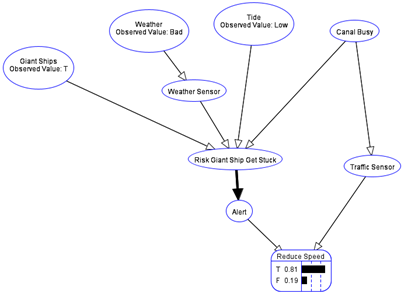 Weather
Observed Value: Bad
Tide
Observed Value: Low
Canal Busy
Giant Ships
Observed Value: T
Weather Sensor
Risk Giant Ship Get Stuck
Traffic Sensor
Alert
Reduce Speed
T 0.81
F 0.19